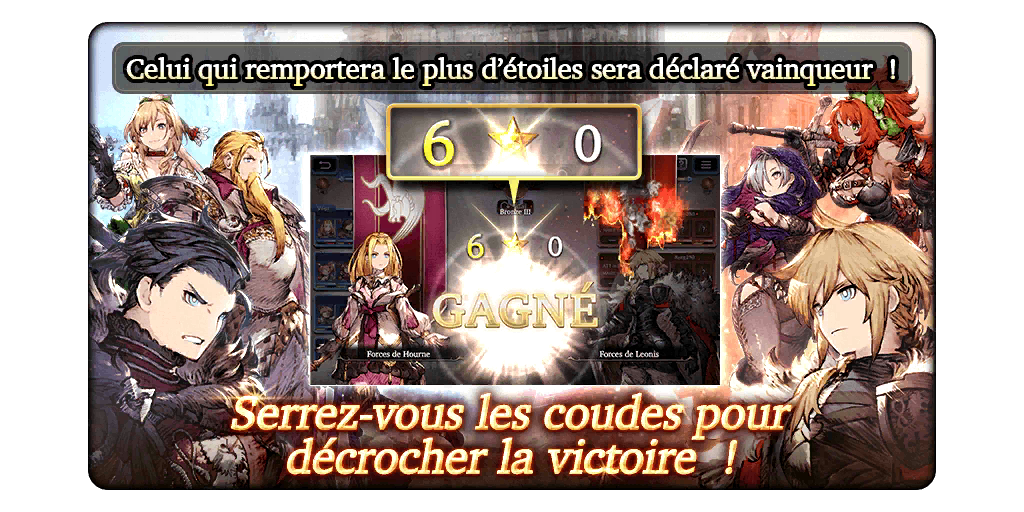 Celui qui remportera le plus d'étoiles sera déclaré vainqueur !
6 0
Bronze III
6 0
GAGNÉ
Forces de Hourne
Forces de Leonis
Serrez-vous les coudes pour
décrocher la victoire !